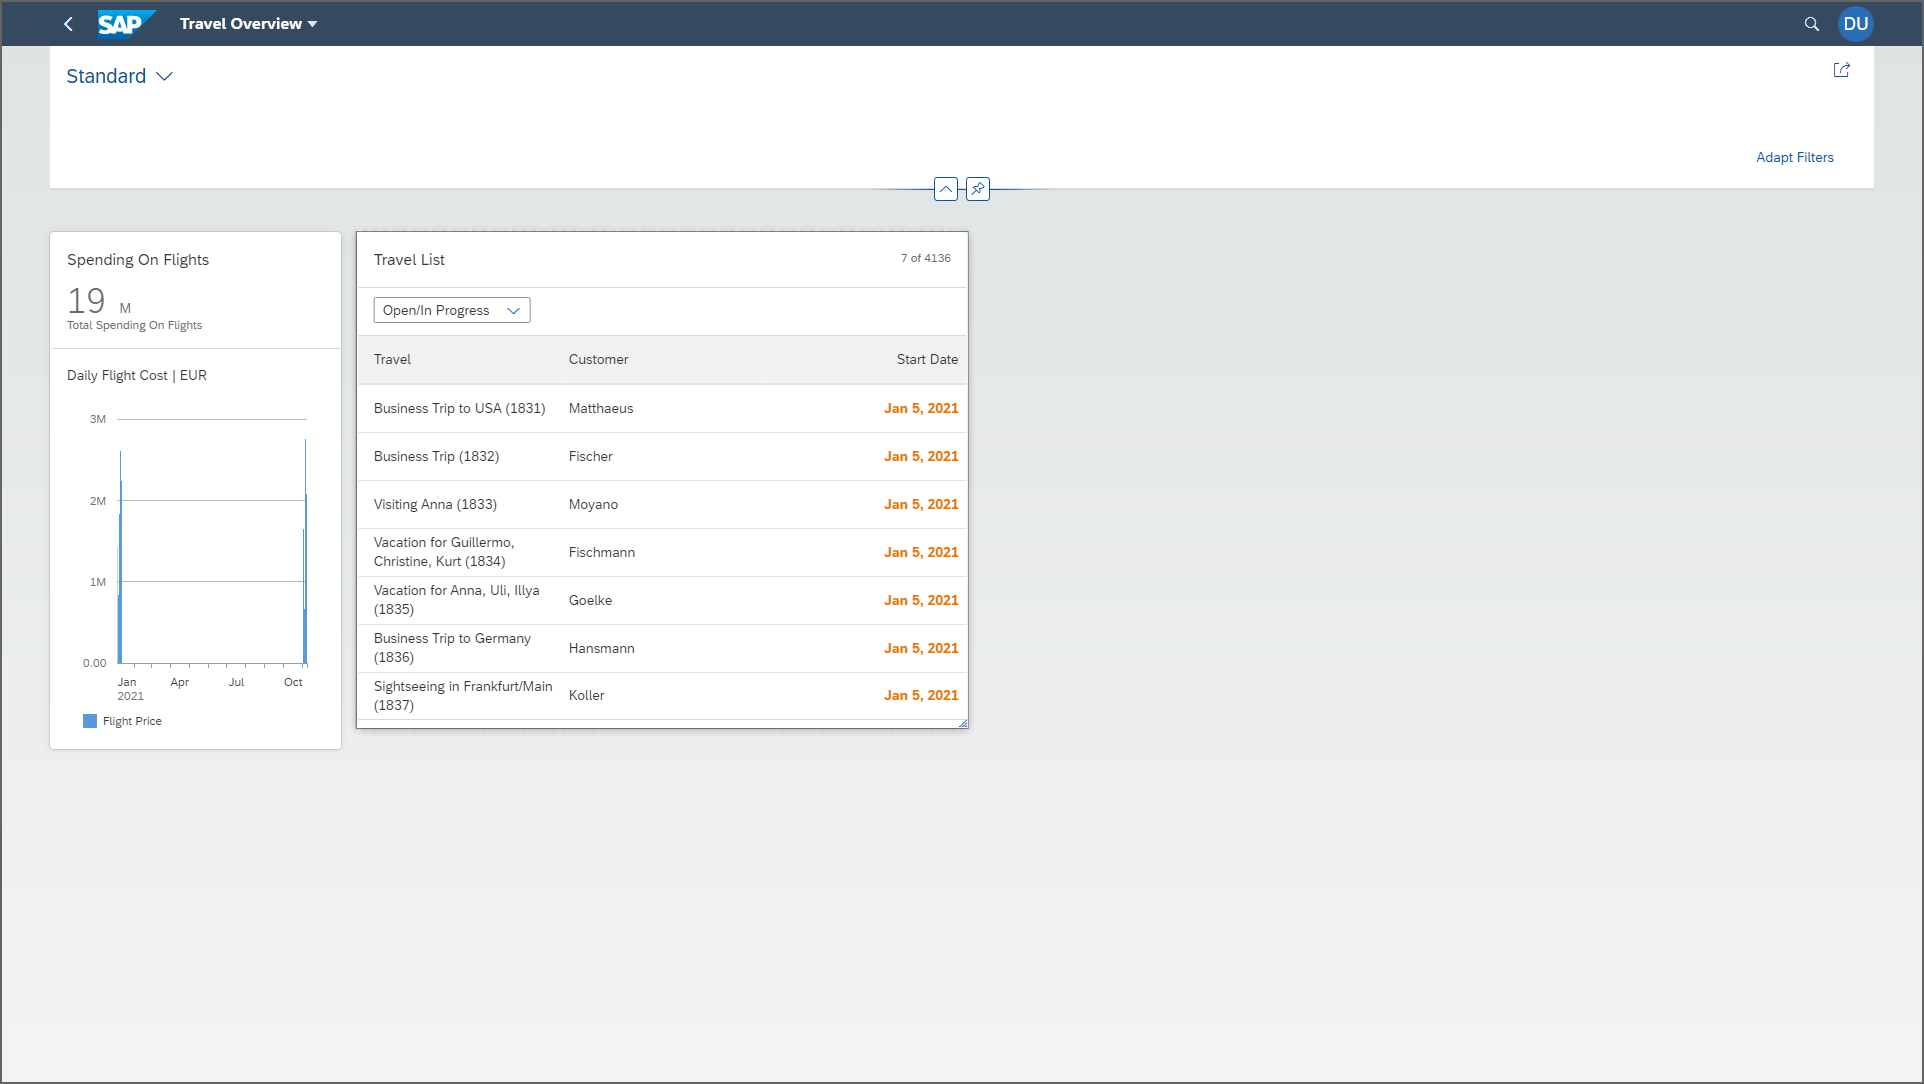 SAP
Travel Overview
DU
Standard
Adapt Filters
Spending On Flights
19 M
Total Spending On Flights
Daily Flight Cost | EUR
3M
2M
1M
0.00
Jan Apr Jul Oct
2021
Flight Price
Travel List 7 of 4136
Open/In Progress
Travel Customer Start Date
Business Trip to USA (1831) Matthaeus Jan 5, 2021
Business Trip (1832) Fischer Jan 5, 2021
Visiting Anna (1833) Moyano Jan 5, 2021
Vacation for Guillermo,
Christine, Kurt (1834) Fischmann Jan 5, 2021
Vacation for Anna, Uli, Illya
(1835) Goelke Jan 5, 2021
Business Trip to Germany
(1836) Hansmann Jan 5, 2021
Sightseeing in Frankfurt/Main
(1837) Koller Jan 5, 2021